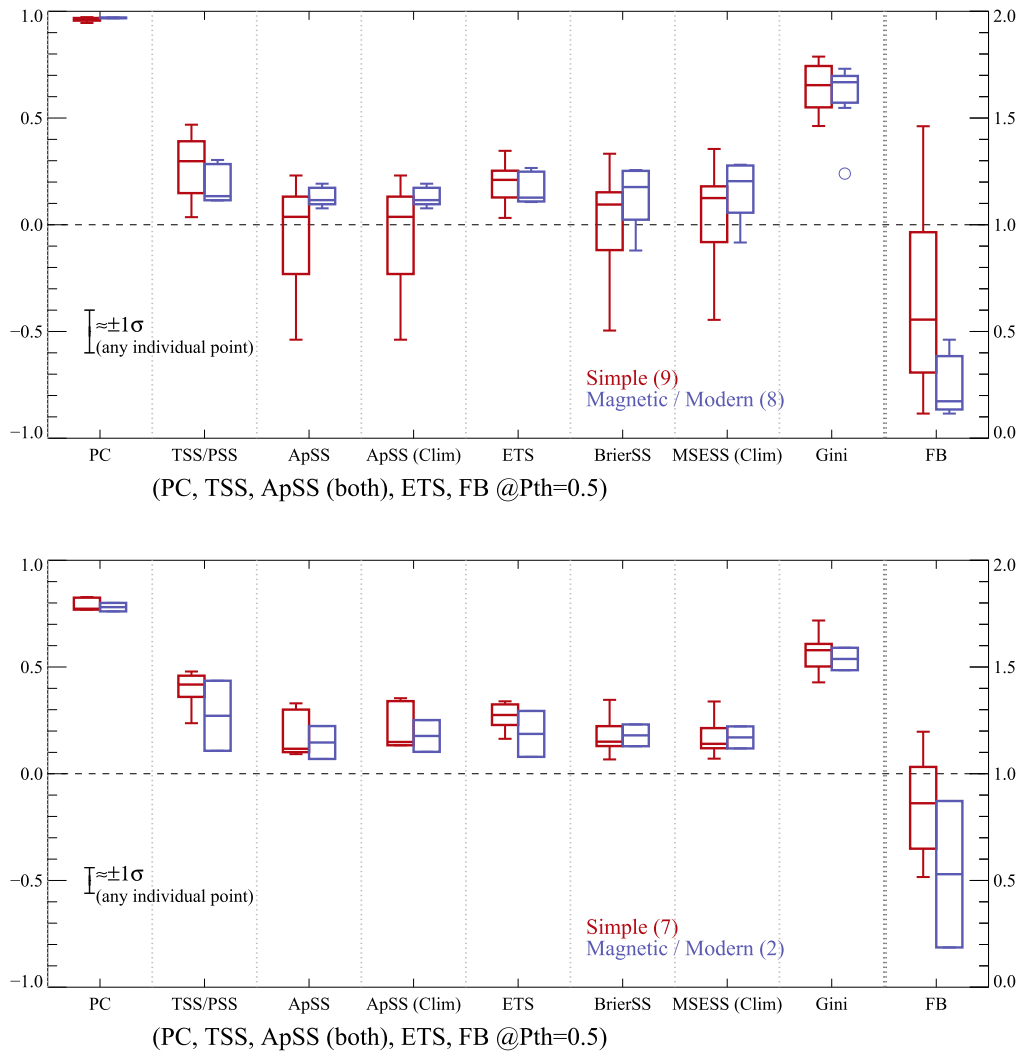 1.0
0.5
0.0
−0.5
−1.0
2.0
1.5
1.0
0.5
0.0
≈±1σ
(any individual point)
Simple (9)
Magnetic / Modern (8)
PC TSS/PSS ApSS ApSS (Clim) ETS BrierSS MSESS (Clim) Gini FB
(PC, TSS, ApSS (both), ETS, FB @Pth=0.5)
1.0
0.5
0.0
−0.5
−1.0
2.0
1.5
1.0
0.5
0.0
≈±1σ
(any individual point)
Simple (7)
Magnetic / Modern (2)
PC TSS/PSS ApSS ApSS (Clim) ETS BrierSS MSESS (Clim) Gini FB
(PC, TSS, ApSS (both), ETS, FB @Pth=0.5)